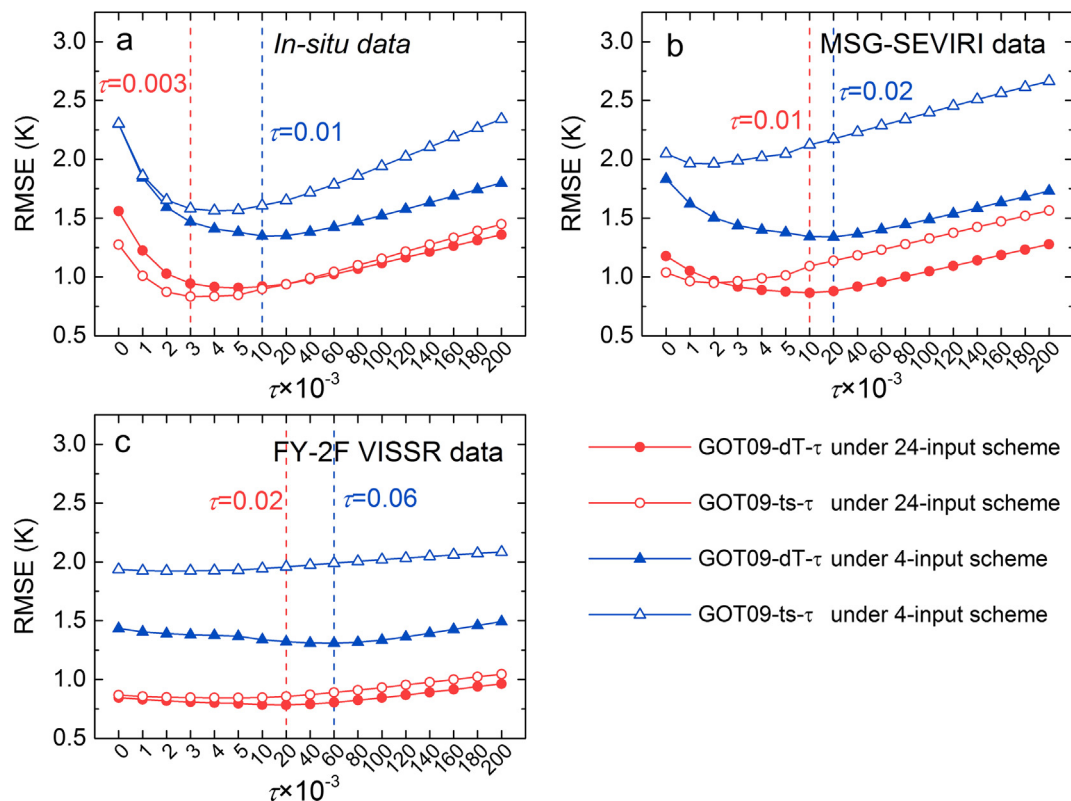 a
In-situ data
τ=0.003
τ=0.01
RMSE (K)
3.0
2.5
2.0
1.5
1.0
0.5
0 1 2 3 4 5 10 20 40 60 80 100 120 140 160 180 200
τ×10⁻³
b
MSG-SEVIRI data
τ=0.02
τ=0.01
RMSE (K)
3.0
2.5
2.0
1.5
1.0
0.5
0 1 2 3 4 5 10 20 40 60 80 100 120 140 160 180 200
τ×10⁻³
c
FY-2F VISSR data
τ=0.02
τ=0.06
RMSE (K)
3.0
2.5
2.0
1.5
1.0
0.5
0 1 2 3 4 5 10 20 40 60 80 100 120 140 160 180 200
τ×10⁻³
GOT09-dT-τ under 24-input scheme
GOT09-ts-τ under 24-input scheme
GOT09-dT-τ under 4-input scheme
GOT09-ts-τ under 4-input scheme